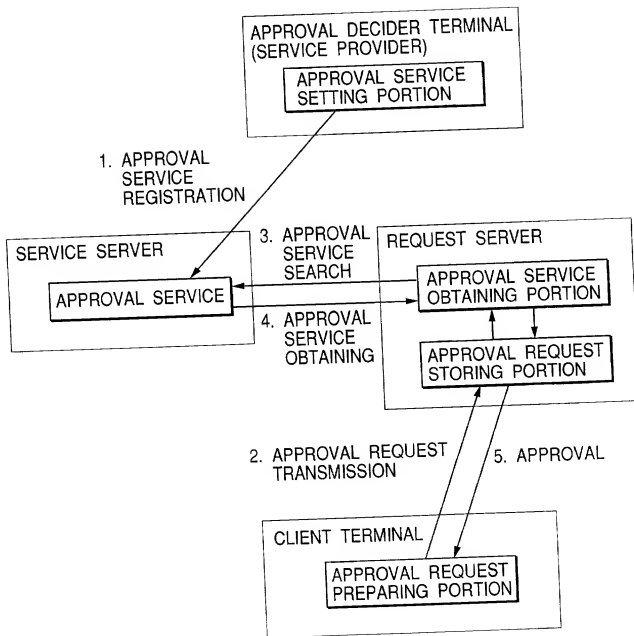 APPROVAL DECIDER TERMINAL
(SERVICE PROVIDER)
APPROVAL SERVICE
SETTING PORTION
1. APPROVAL
SERVICE
REGISTRATION
SERVICE SERVER
APPROVAL SERVICE
3. APPROVAL
SERVICE
SEARCH
4. APPROVAL
SERVICE
OBTAINING
REQUEST SERVER
APPROVAL SERVICE
OBTAINING PORTION
APPROVAL REQUEST
STORING PORTION
2. APPROVAL REQUEST
TRANSMISSION
5. APPROVAL
CLIENT TERMINAL
APPROVAL REQUEST
PREPARING PORTION